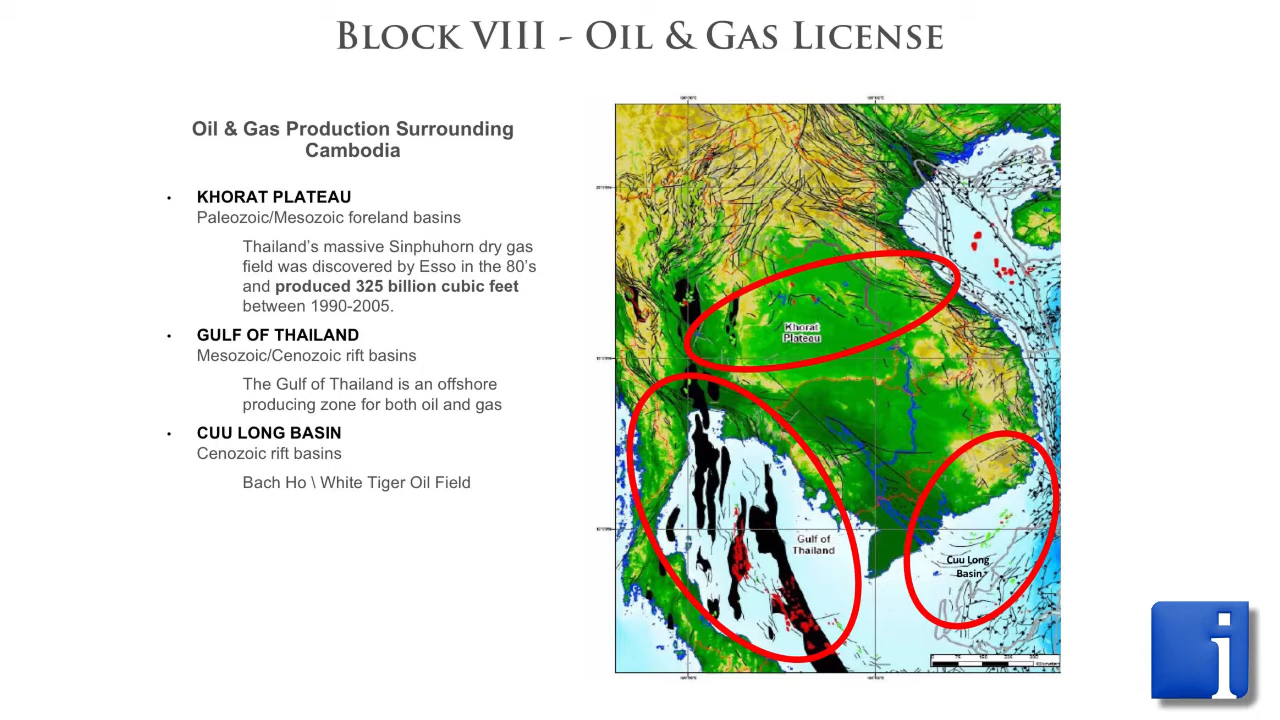 BLOCK VIII - OIL & GAS LICENSE
Oil & Gas Production Surrounding
Cambodia
• KHORAT PLATEAU
Paleozoic/Mesozoic foreland basins
Thailand’s massive Sinphuhorn dry gas
field was discovered by Esso in the 80’s
and produced 325 billion cubic feet
between 1990-2005.
• GULF OF THAILAND
Mesozoic/Cenozoic rift basins
The Gulf of Thailand is an offshore
producing zone for both oil and gas
• CUU LONG BASIN
Cenozoic rift basins
Bach Ho \ White Tiger Oil Field
Khorat
Plateau
Gulf of
Thailand
Cuu Long
Basin
i